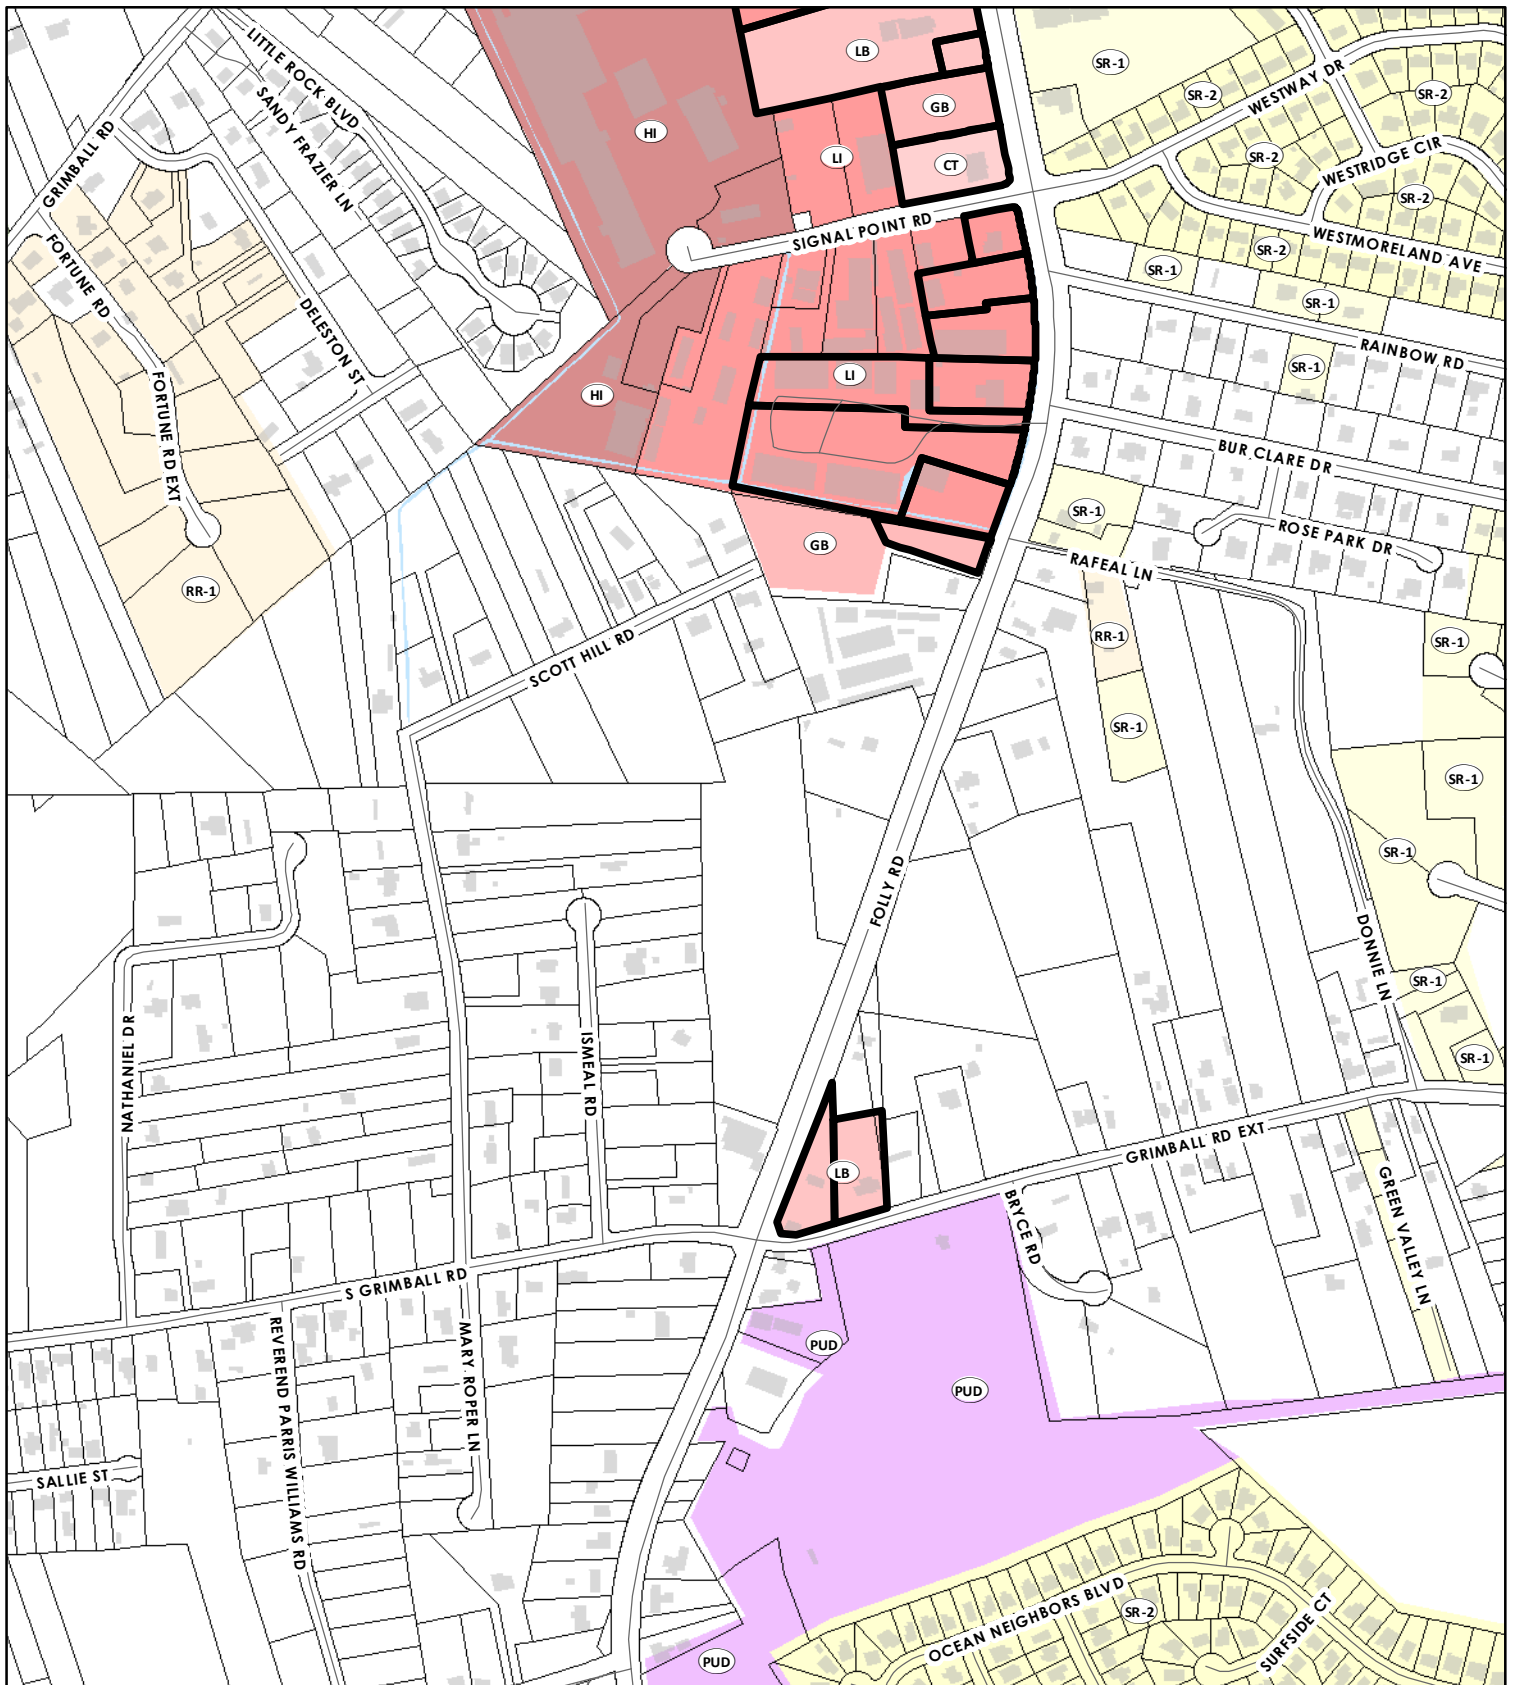 LITTLE ROCK BLVD
SANDY FRAZIER LN
GRIMBALL RD
FORTUNE RD
DELESTON ST
FORTUNE RD EXT
RR-1
HI
LB
GB
LI
CT
SIGNAL POINT RD
HI
LI
GB
SR-1
SR-2
WESTWAY DR
SR-2
SR-2
WESTRIDGE CIR
SR-2
SR-2
WESTMORELAND AVE
SR-1
SR-1
RAINBOW RD
SR-1
BUR CLARE DR
SR-1
ROSE PARK DR
RAFEAL LN
RR-1
SR-1
SR-1
SR-1
SR-1
SCOTT HILL RD
FOLLY RD
DONNIE LN
SR-1
SR-1
NATHANIEL DR
ISMEAL RD
LB
GRIMBALL RD EXT
BRYCE RD
GREEN VALLEY LN
S GRIMBALL RD
REVEREND PARRIS WILLIAMS RD
MARY ROPER LN
PUD
PUD
SALLIE ST
OCEAN NEIGHBORS BLVD
SR-2
SURFSIDE CT
PUD